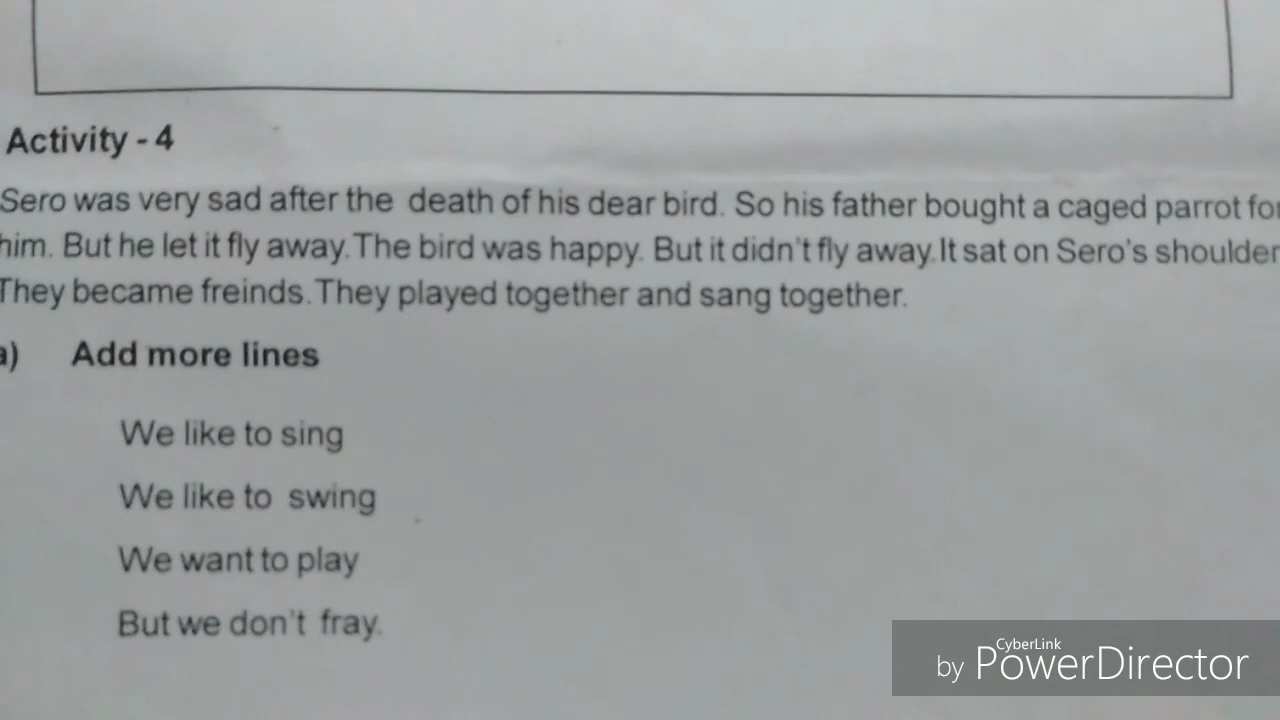 Activity - 4
Sero was very sad after the death of his dear bird. So his father bought a caged parrot for
him. But he let it fly away. The bird was happy. But it didn't fly away. It sat on Sero's shoulder
They became freinds. They played together and sang together.
a) Add more lines
We like to sing
We like to swing
We want to play
But we don't fray.
by CyberLink PowerDirector